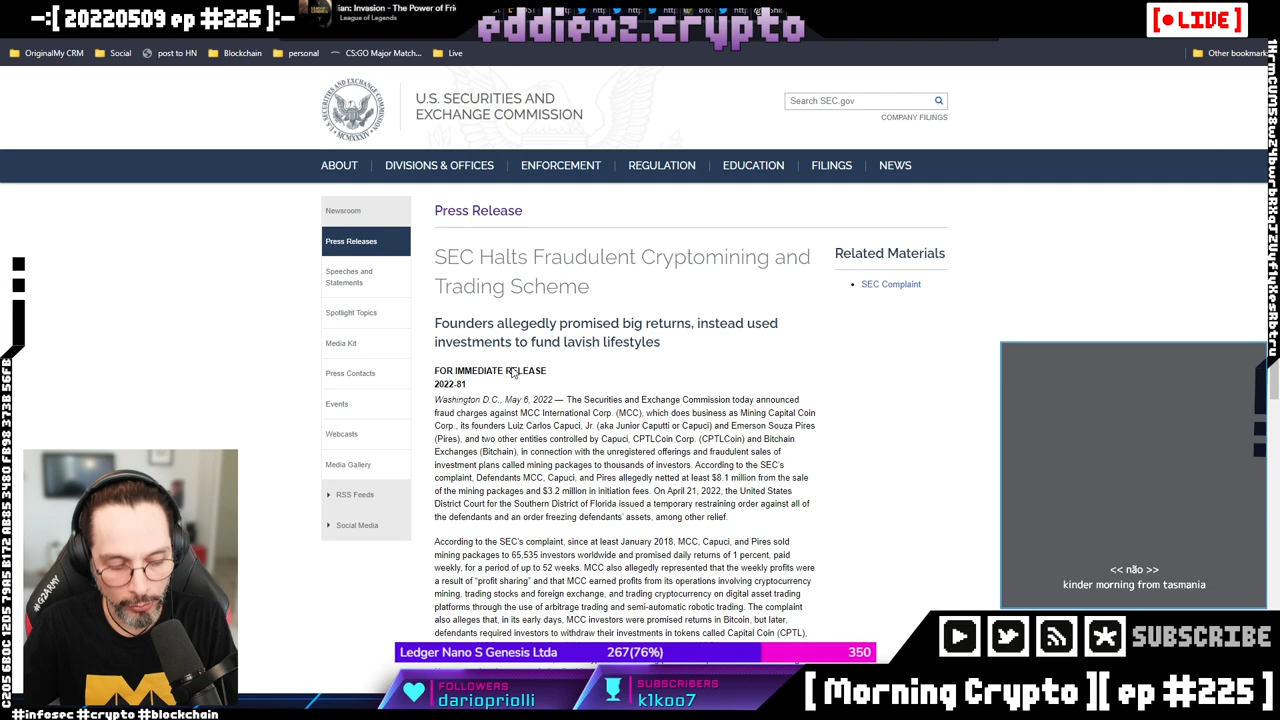 -:[ 20220509 ep #225 ]:-
ian: Invasion - The Power of Fri
League of Legends
eddieoz.crypto
[● LIVE ]
OriginalMy CRM
Social
post to HN
Blockchain
personal
CS:GO Major Match...
Live
Other bookmark
U.S. SECURITIES AND
EXCHANGE COMMISSION
Search SEC.gov
COMPANY FILINGS
ABOUT
DIVISIONS & OFFICES
ENFORCEMENT
REGULATION
EDUCATION
FILINGS
NEWS
Newsroom
Press Releases
Speeches and
Statements
Spotlight Topics
Media Kit
Press Contacts
Events
Webcasts
Media Gallery
RSS Feeds
Social Media
Press Release
SEC Halts Fraudulent Cryptomining and
Trading Scheme
Founders allegedly promised big returns, instead used
investments to fund lavish lifestyles
FOR IMMEDIATE RELEASE
2022-81
Washington D.C., May 6, 2022 — The Securities and Exchange Commission today announced
fraud charges against MCC International Corp. (MCC), which does business as Mining Capital Coin
Corp., its founders Luiz Carlos Capuci, Jr. (aka Junior Caputti or Capuci) and Emerson Souza Pires
(Pires), and two other entities controlled by Capuci, CPTLCoin Corp. (CPTLCoin) and Bitchain
Exchanges (Bitchain), in connection with the unregistered offerings and fraudulent sales of
investment plans called mining packages to thousands of investors. According to the SEC's
complaint, Defendants MCC, Capuci, and Pires allegedly netted at least $8.1 million from the sale
of the mining packages and $3.2 million in initiation fees. On April 21, 2022, the United States
District Court for the Southern District of Florida issued a temporary restraining order against all of
the defendants and an order freezing defendants' assets, among other relief.
According to the SEC's complaint, since at least January 2018, MCC, Capuci, and Pires sold
mining packages to 65,535 investors worldwide and promised daily returns of 1 percent, paid
weekly, for a period of up to 52 weeks. MCC also allegedly represented that the weekly profits were
a result of "profit sharing" and that MCC earned profits from its operations involving cryptocurrency
mining, trading stocks and foreign exchange, and trading cryptocurrency on digital asset trading
platforms through the use of arbitrage trading and semi-automatic robotic trading. The complaint
also alleges that, in its early days, MCC investors were promised returns in Bitcoin, but later,
defendants required investors to withdraw their investments in tokens called Capital Coin (CPTL),
Related Materials
SEC Complaint
<< não >>
kinder morning from tasmania
Ledger Nano S Genesis Ltda
267(76%)
350
FOLLOWERS
dariopriolli
SUBSCRIBERS
k1koo7
SUBSCRIBE
[ Morning Crypto ][ ep #225 ]
#infosec #crypto #blockchain